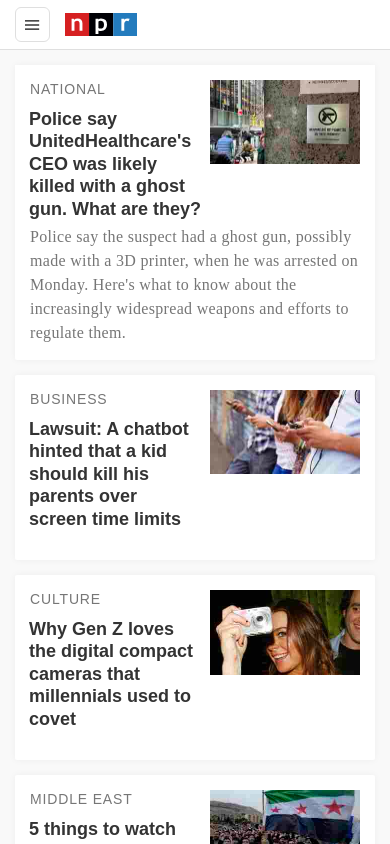 npr
NATIONAL
Police say
UnitedHealthcare's
CEO was likely
killed with a ghost
gun. What are they?
Police say the suspect had a ghost gun, possibly
made with a 3D printer, when he was arrested on
Monday. Here's what to know about the
increasingly widespread weapons and efforts to
regulate them.
BUSINESS
Lawsuit: A chatbot
hinted that a kid
should kill his
parents over
screen time limits
CULTURE
Why Gen Z loves
the digital compact
cameras that
millennials used to
covet
MIDDLE EAST
5 things to watch